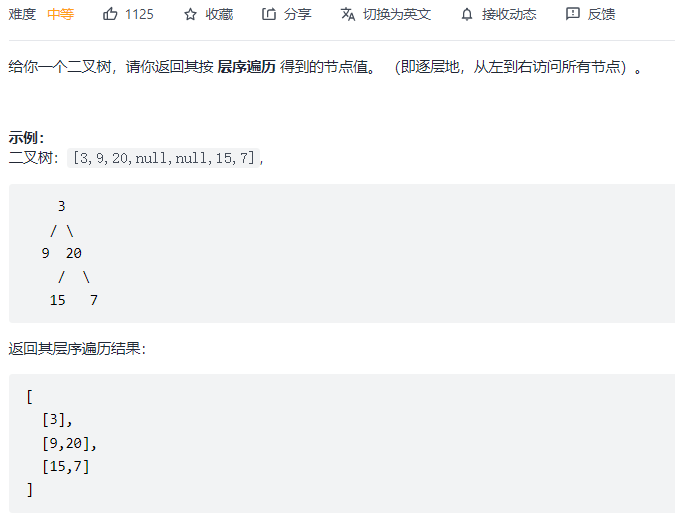 难度 中等 1125 收藏 分享 切换为英文 接收动态 反馈
给你一个二叉树，请你返回其按 层序遍历 得到的节点值。 （即逐层地，从左到右访问所有节点）。
示例：
二叉树：[3,9,20,null,null,15,7],
3
/ \
9 20
/ \
15 7
返回其层序遍历结果：
[
[3],
[9,20],
[15,7]
]